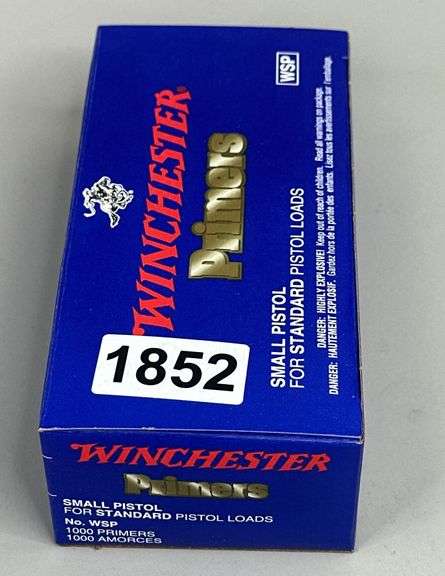 WSP
WINCHESTER
Primers
SMALL PISTOL
FOR STANDARD PISTOL LOADS
DANGER: HIGHLY EXPLOSIVE! Keep out of reach of children. Read all warnings on package.
DANGER: HAUTEMENT EXPLOSIF. Gardez hors de la portée des enfants. Lisez tous les avertissements sur l'emballage.
1852
WINCHESTER
Primers
SMALL PISTOL
FOR STANDARD PISTOL LOADS
No. WSP
1000 PRIMERS
1000 AMORCES